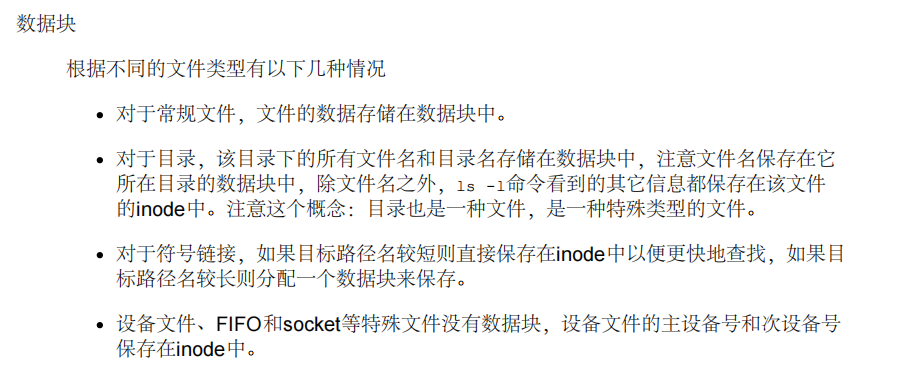 数据块
根据不同的文件类型有以下几种情况
• 对于常规文件，文件的数据存储在数据块中。
• 对于目录，该目录下的所有文件名和目录名存储在数据块中，注意文件名保存在它
所在目录的数据块中，除文件名之外，ls -l命令看到的其它信息都保存在该文件
的inode中。注意这个概念：目录也是一种文件，是一种特殊类型的文件。
• 对于符号链接，如果目标路径名较短则直接保存在inode中以便更快地查找，如果目
标路径名较长则分配一个数据块来保存。
• 设备文件、FIFO和socket等特殊文件没有数据块，设备文件的主设备号和次设备号
保存在inode中。